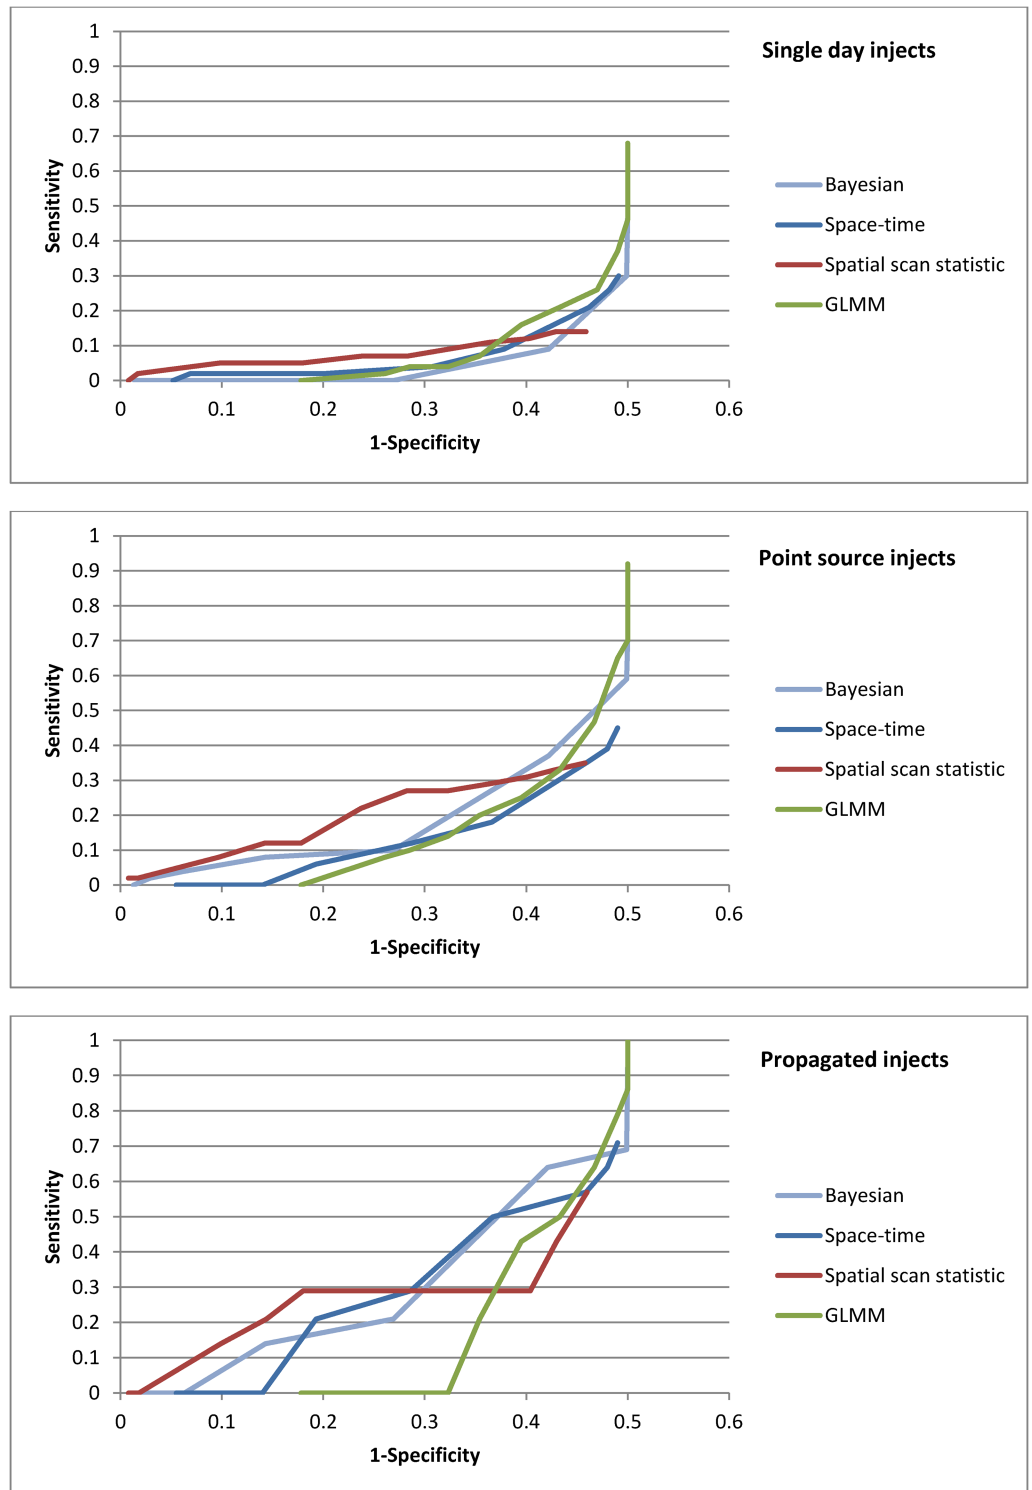 Single day injects
1
0.9
0.8
0.7
0.6
0.5
0.4
0.3
0.2
0.1
0
Sensitivity
0 0.1 0.2 0.3 0.4 0.5 0.6
1-Specificity
Bayesian
Space-time
Spatial scan statistic
GLMM
Point source injects
1
0.9
0.8
0.7
0.6
0.5
0.4
0.3
0.2
0.1
0
Sensitivity
0 0.1 0.2 0.3 0.4 0.5 0.6
1-Specificity
Bayesian
Space-time
Spatial scan statistic
GLMM
Propagated injects
1
0.9
0.8
0.7
0.6
0.5
0.4
0.3
0.2
0.1
0
Sensitivity
0 0.1 0.2 0.3 0.4 0.5 0.6
1-Specificity
Bayesian
Space-time
Spatial scan statistic
GLMM